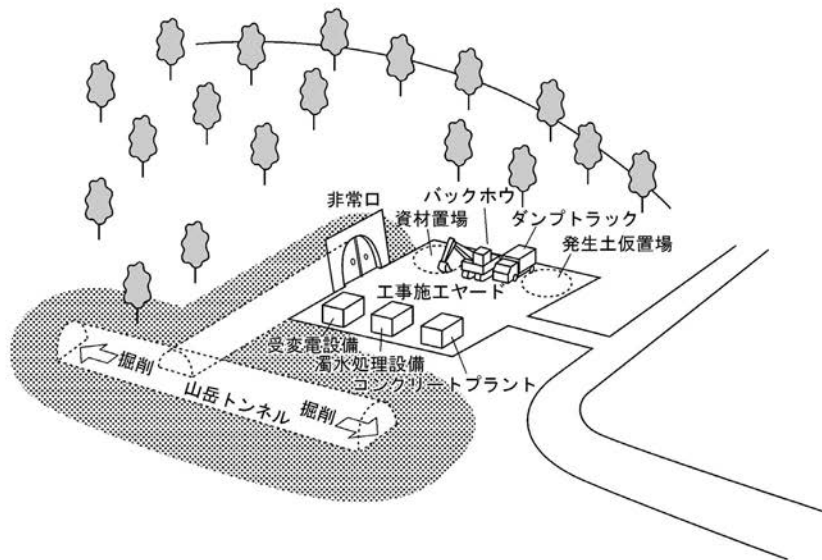 バックホウ
非常口
資材置場
ダンプトラック
発生土仮置場
工事施工ヤード
受変電設備
濁水処理設備
コンクリートプラント
掘削
山岳トンネル
掘削